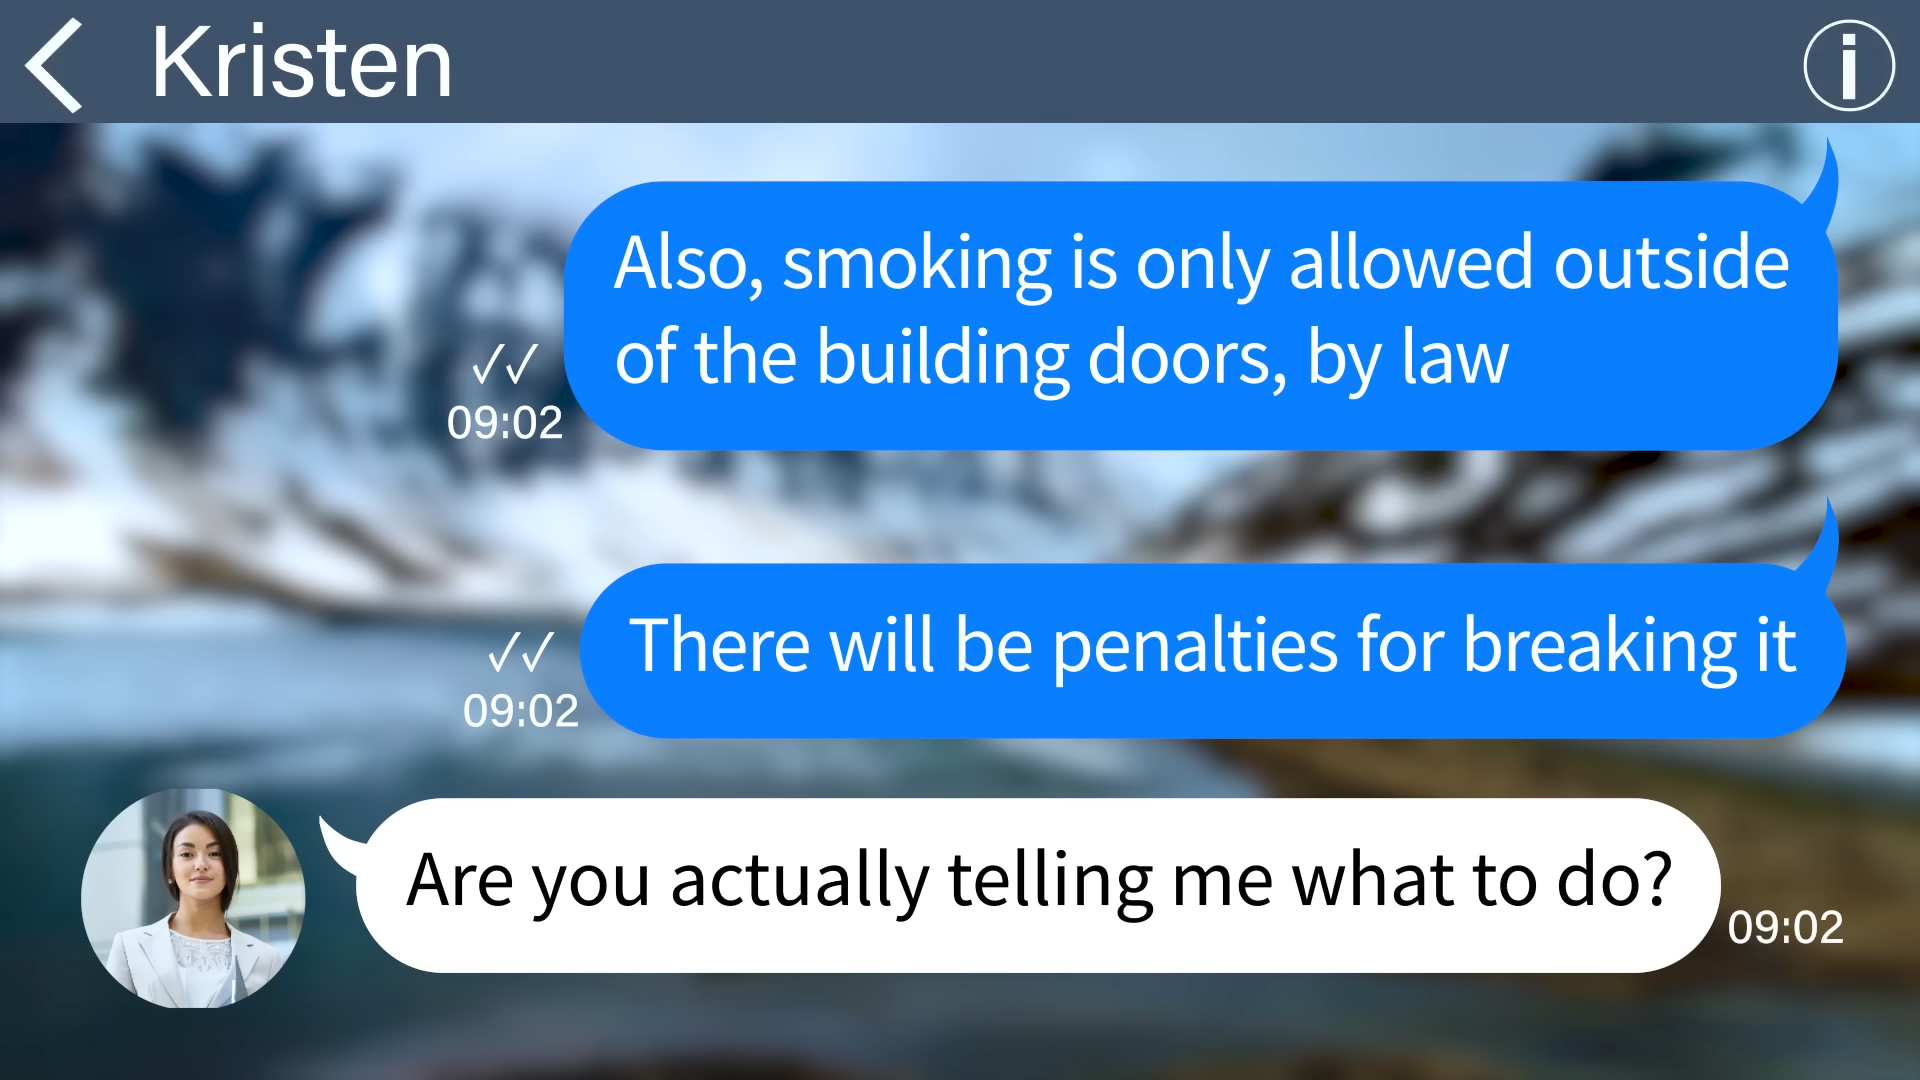 Kristen
Also, smoking is only allowed outside
of the building doors, by law
✓✓
09:02
There will be penalties for breaking it
✓✓
09:02
Are you actually telling me what to do?
09:02